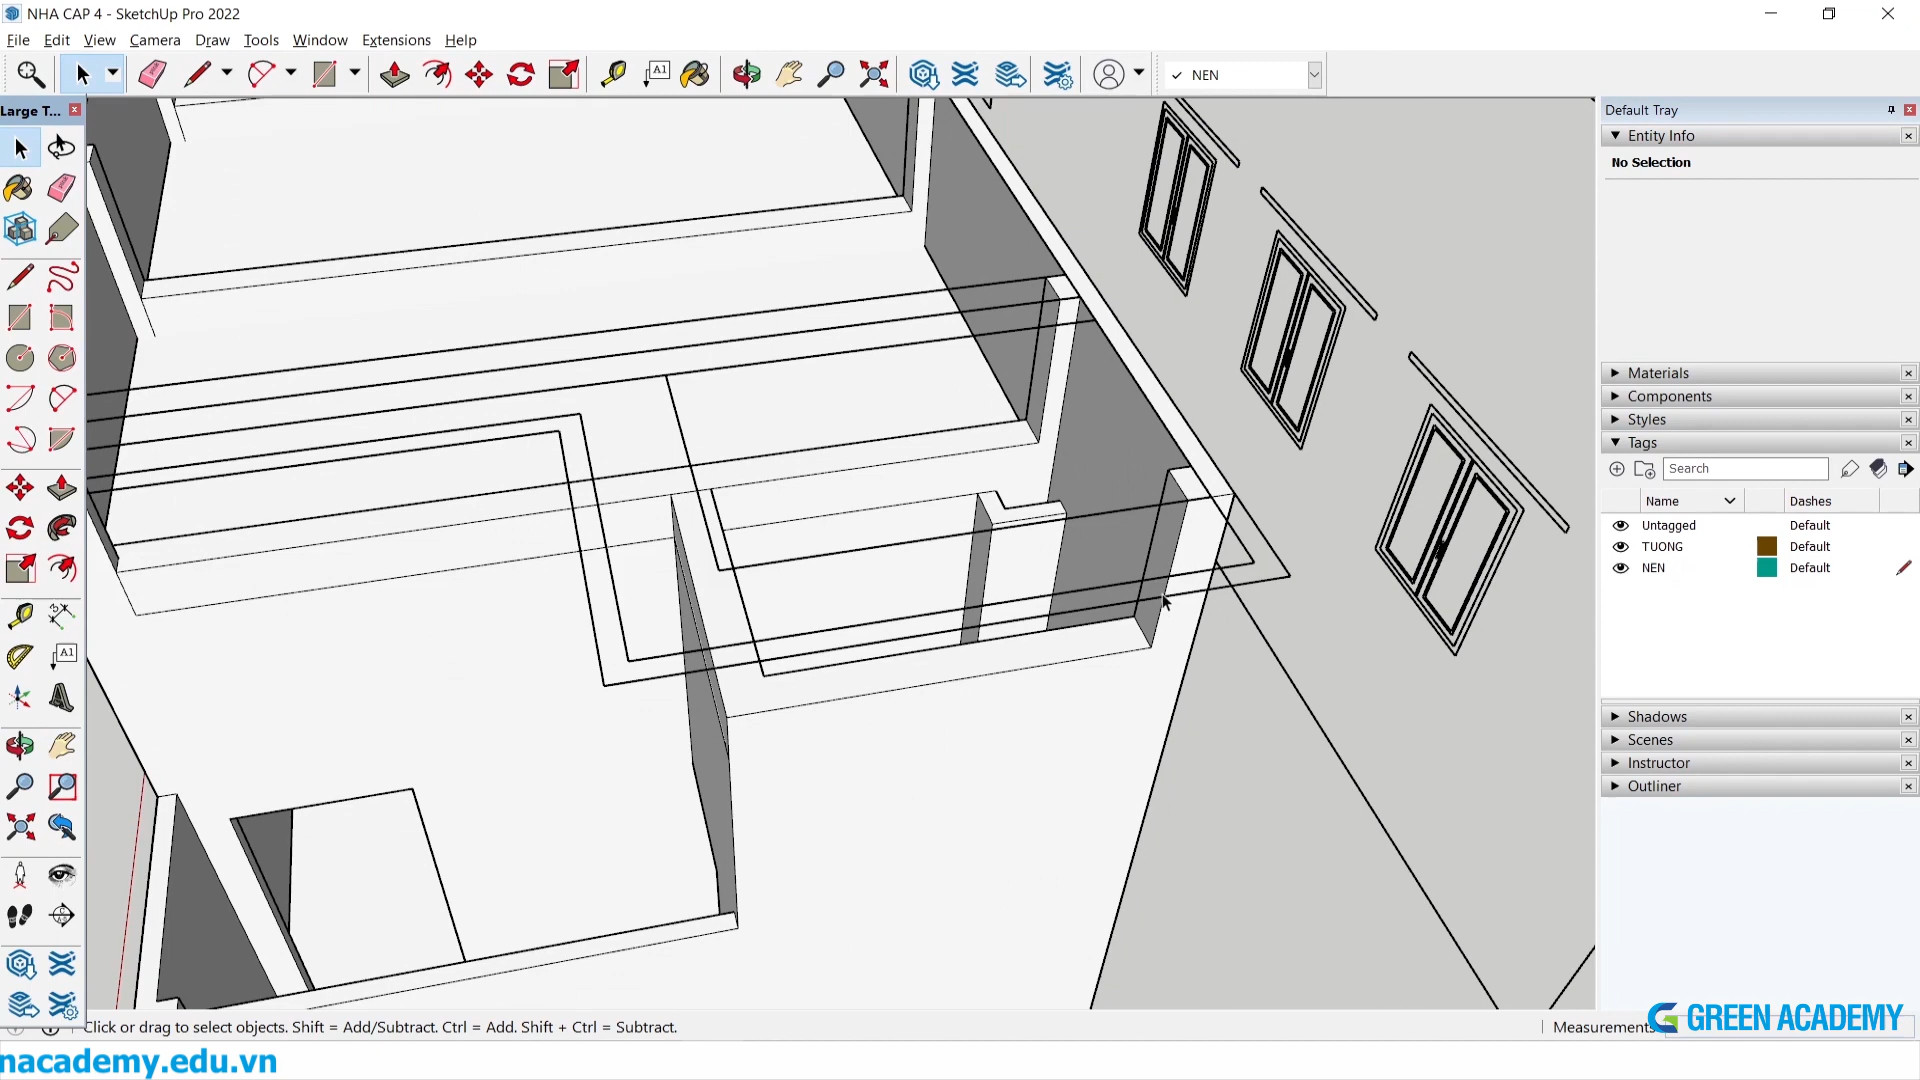 NHA CAP 4 - SketchUp Pro 2022
File Edit View Camera Draw Tools Window Extensions Help
A1
NEN
Large T...
A1
Default Tray
Entity Info
No Selection
Materials
Components
Styles
Tags
Search
Name Dashes
Untagged Default
TUONG Default
NEN Default
Shadows
Scenes
Instructor
Outliner
Click or drag to select objects. Shift = Add/Subtract. Ctrl = Add. Shift + Ctrl = Subtract.
Measurements
GREEN ACADEMY
nacademy.edu.vn